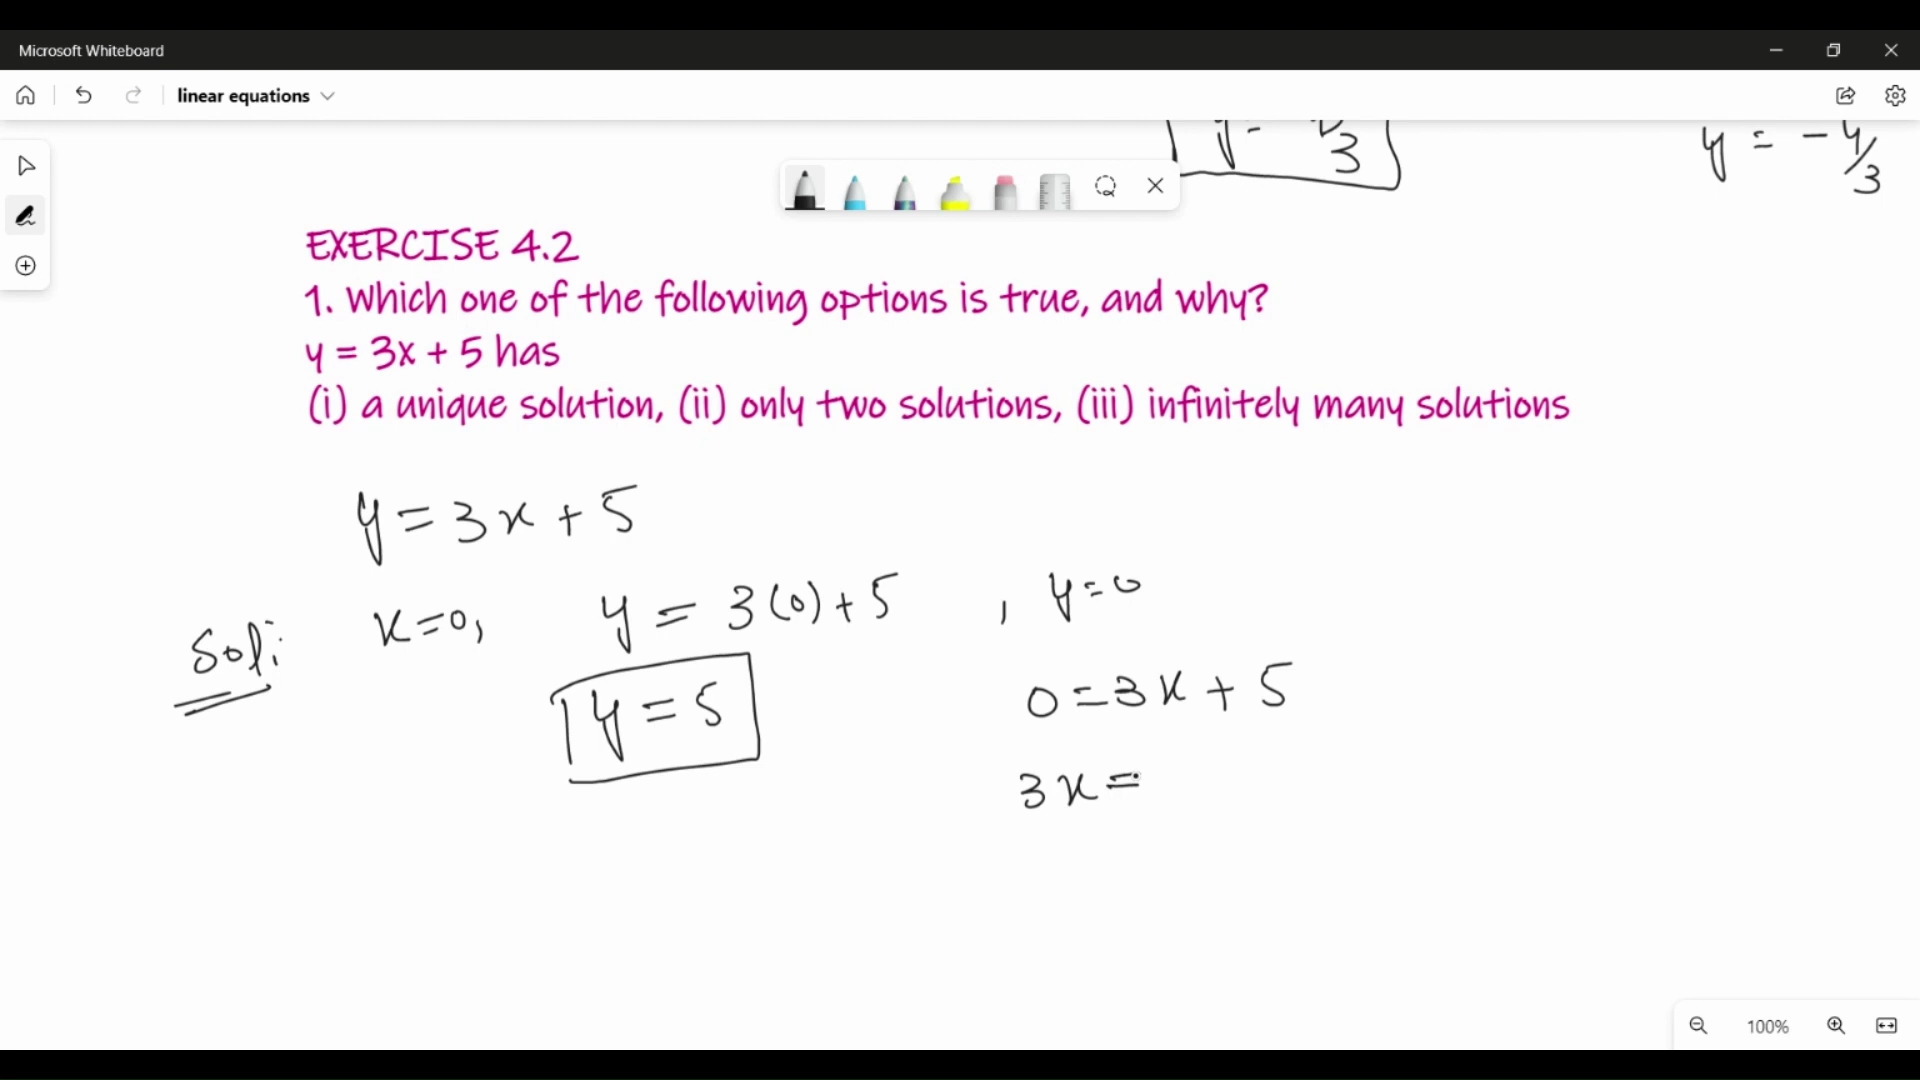 Microsoft Whiteboard
linear equations
y = 4/3
y = - 4/3
EXERCISE 4.2
1. Which one of the following options is true, and why?
y = 3x + 5 has
(i) a unique solution, (ii) only two solutions, (iii) infinitely many solutions
y = 3x + 5
Sol:
x=0,
y = 3(0)+5
, y=0
y = 5
0 = 3x + 5
3x =
100%